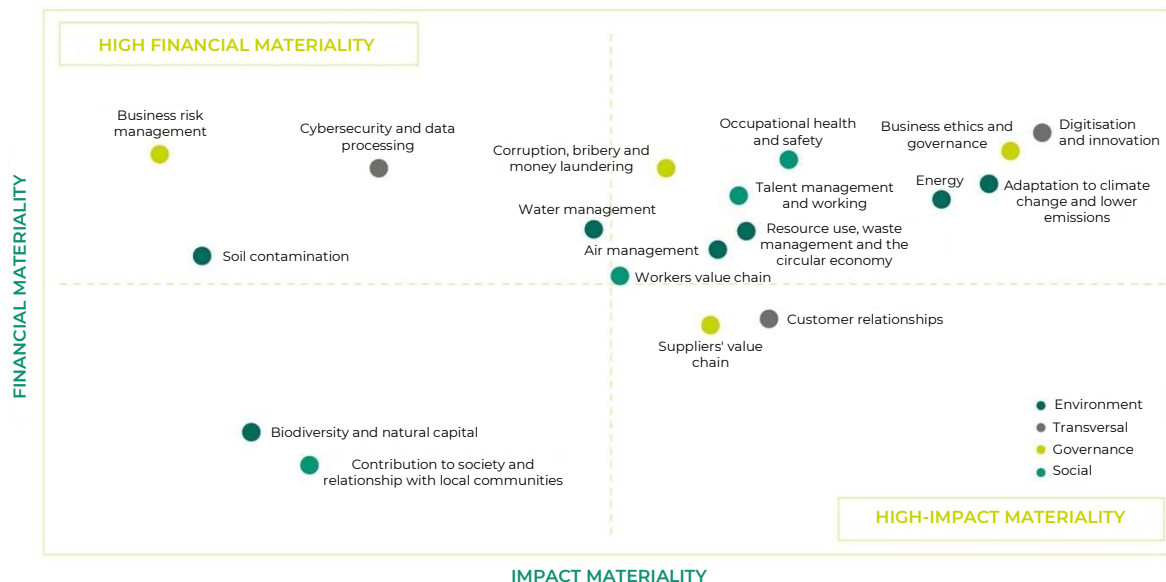 HIGH FINANCIAL MATERIALITY
Business risk
management
Cybersecurity and data
processing
Corruption, bribery and
money laundering
Occupational health
and safety
Business ethics and
governance
Digitisation
and innovation
Talent management
and working
Energy
Adaptation to climate
change and lower
emissions
Water management
Air management
Resource use, waste
management and the
circular economy
Soil contamination
Workers value chain
Suppliers' value
chain
Customer relationships
Biodiversity and natural capital
Contribution to society and
relationship with local communities
Environment
Transversal
Governance
Social
HIGH-IMPACT MATERIALITY
FINANCIAL MATERIALITY
IMPACT MATERIALITY